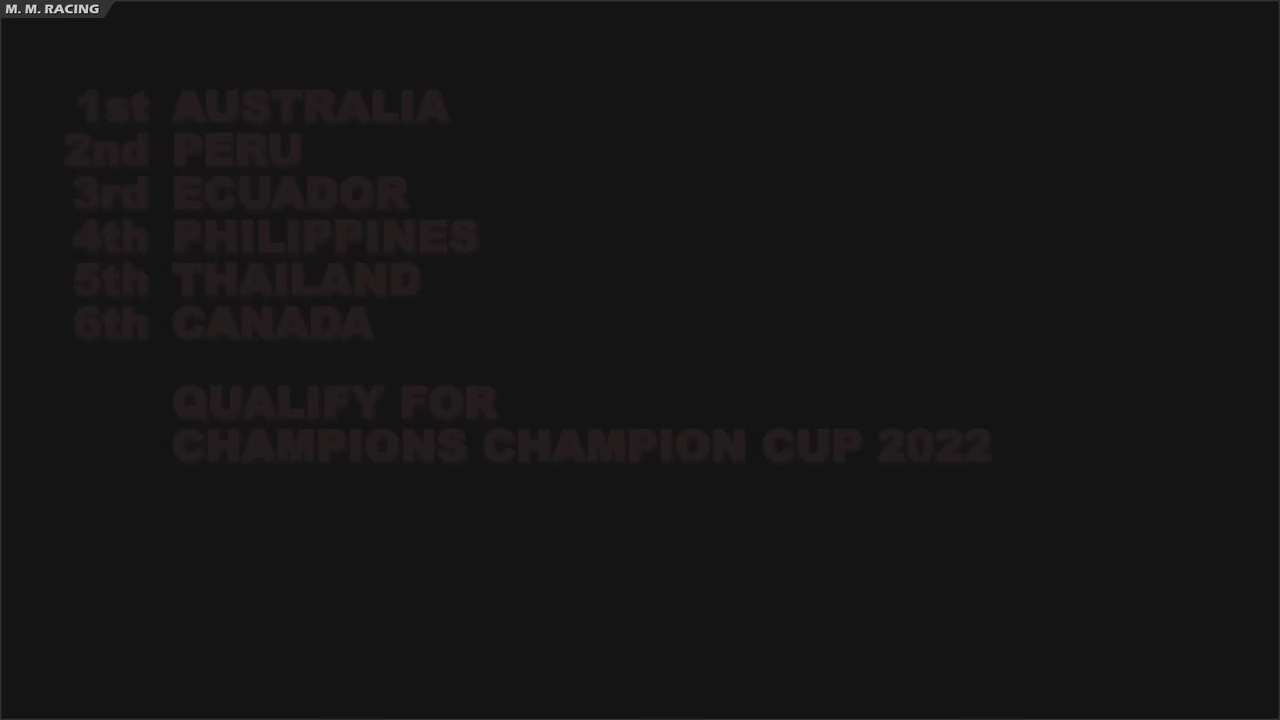 M. M. RACING
1st AUSTRALIA
2nd PERU
3rd ECUADOR
4th PHILIPPINES
5th THAILAND
6th CANADA
QUALIFY FOR
CHAMPIONS CHAMPION CUP 2022